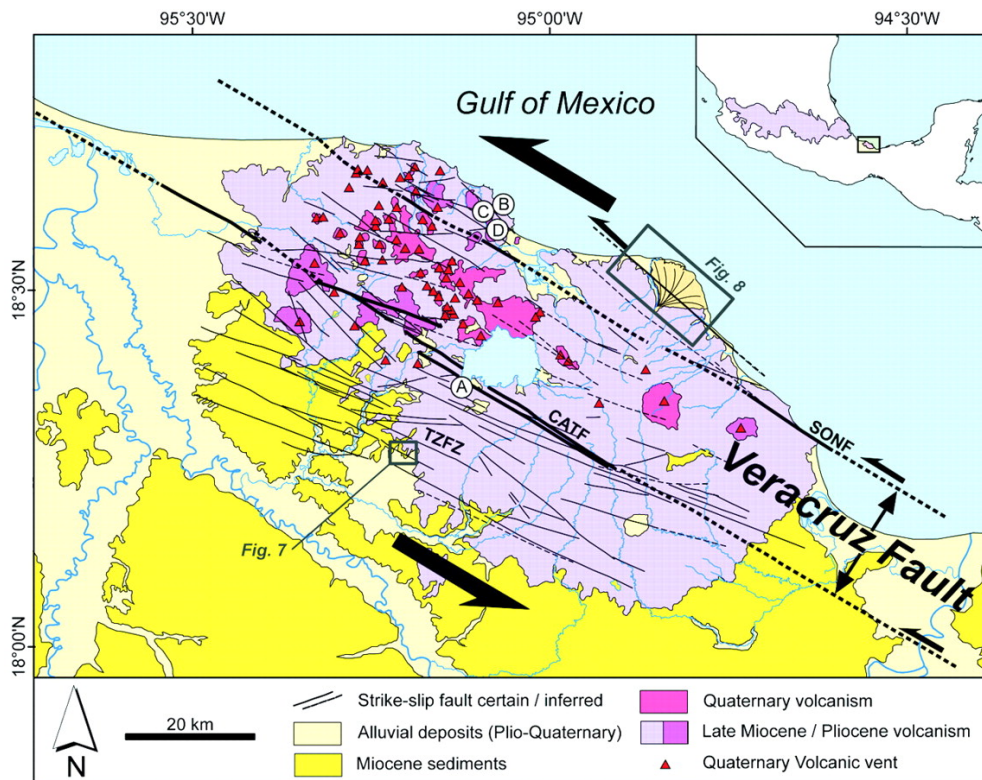 95°30'W
95°00'W
94°30'W
Gulf of Mexico
B
C
D
Fig. 8
18°30'N
A
CATF
SONF
TZFZ
Veracruz Fault
Fig. 7
18°00'N
N
20 km
Strike-slip fault certain / inferred
Alluvial deposits (Plio-Quaternary)
Miocene sediments
Quaternary volcanism
Late Miocene / Pliocene volcanism
Quaternary Volcanic vent